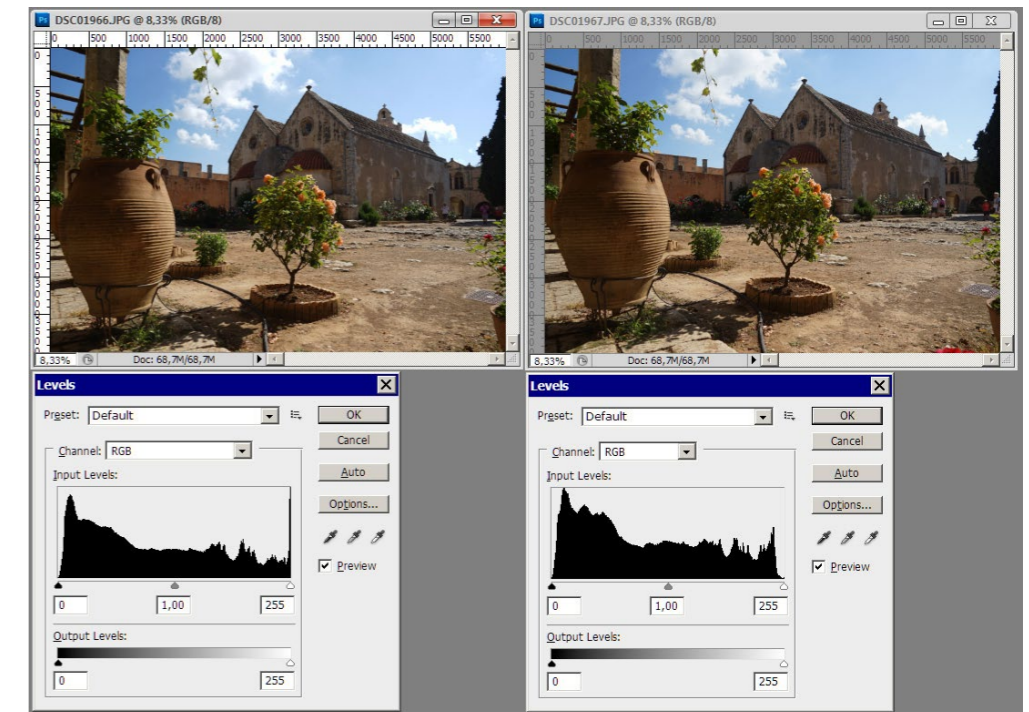 Ps DSC01966.JPG @ 8,33% (RGB/8)
0 500 1000 1500 2000 2500 3000 3500 4000 4500 5000 5500
8,33% Doc: 68,7M/68,7M
Levels
Preset: Default
OK
Channel: RGB
Cancel
Input Levels:
Auto
Options...
Preview
0 1,00 255
Output Levels:
0 255
Ps DSC01967.JPG @ 8,33% (RGB/8)
0 500 1000 1500 2000 2500 3000 3500 4000 4500 5000 5500
8,33% Doc: 68,7M/68,7M
Levels
Preset: Default
OK
Channel: RGB
Cancel
Input Levels:
Auto
Options...
Preview
0 1,00 255
Output Levels:
0 255